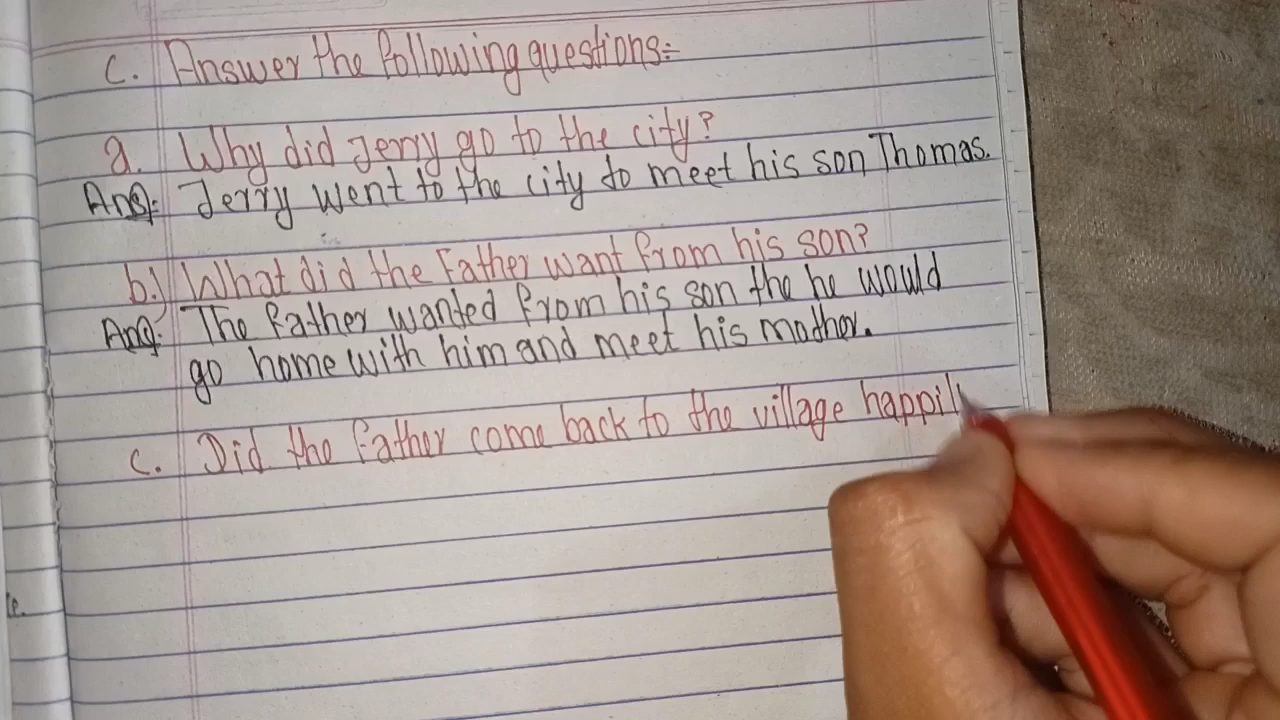 C. Answer the following questions:-
a. Why did Jerry go to the city?
Ans: Jerry went to the city to meet his son Thomas.
b. What did the Father want from his son?
Ans: The father wanted from his son the he would
go home with him and meet his mother.
c. Did the father come back to the village happil